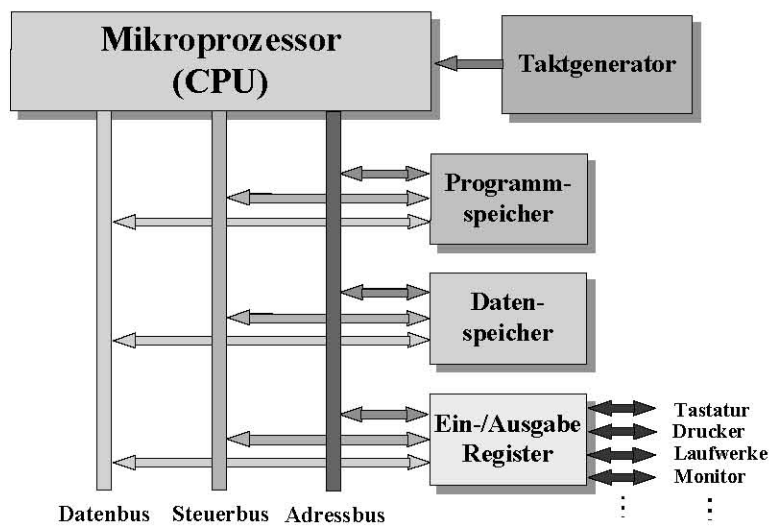 Mikroprozessor
(CPU)
Taktgenerator
Programm-
speicher
Daten-
speicher
Ein-/Ausgabe
Register
Tastatur
Drucker
Laufwerke
Monitor
Datenbus Steuerbus Adressbus